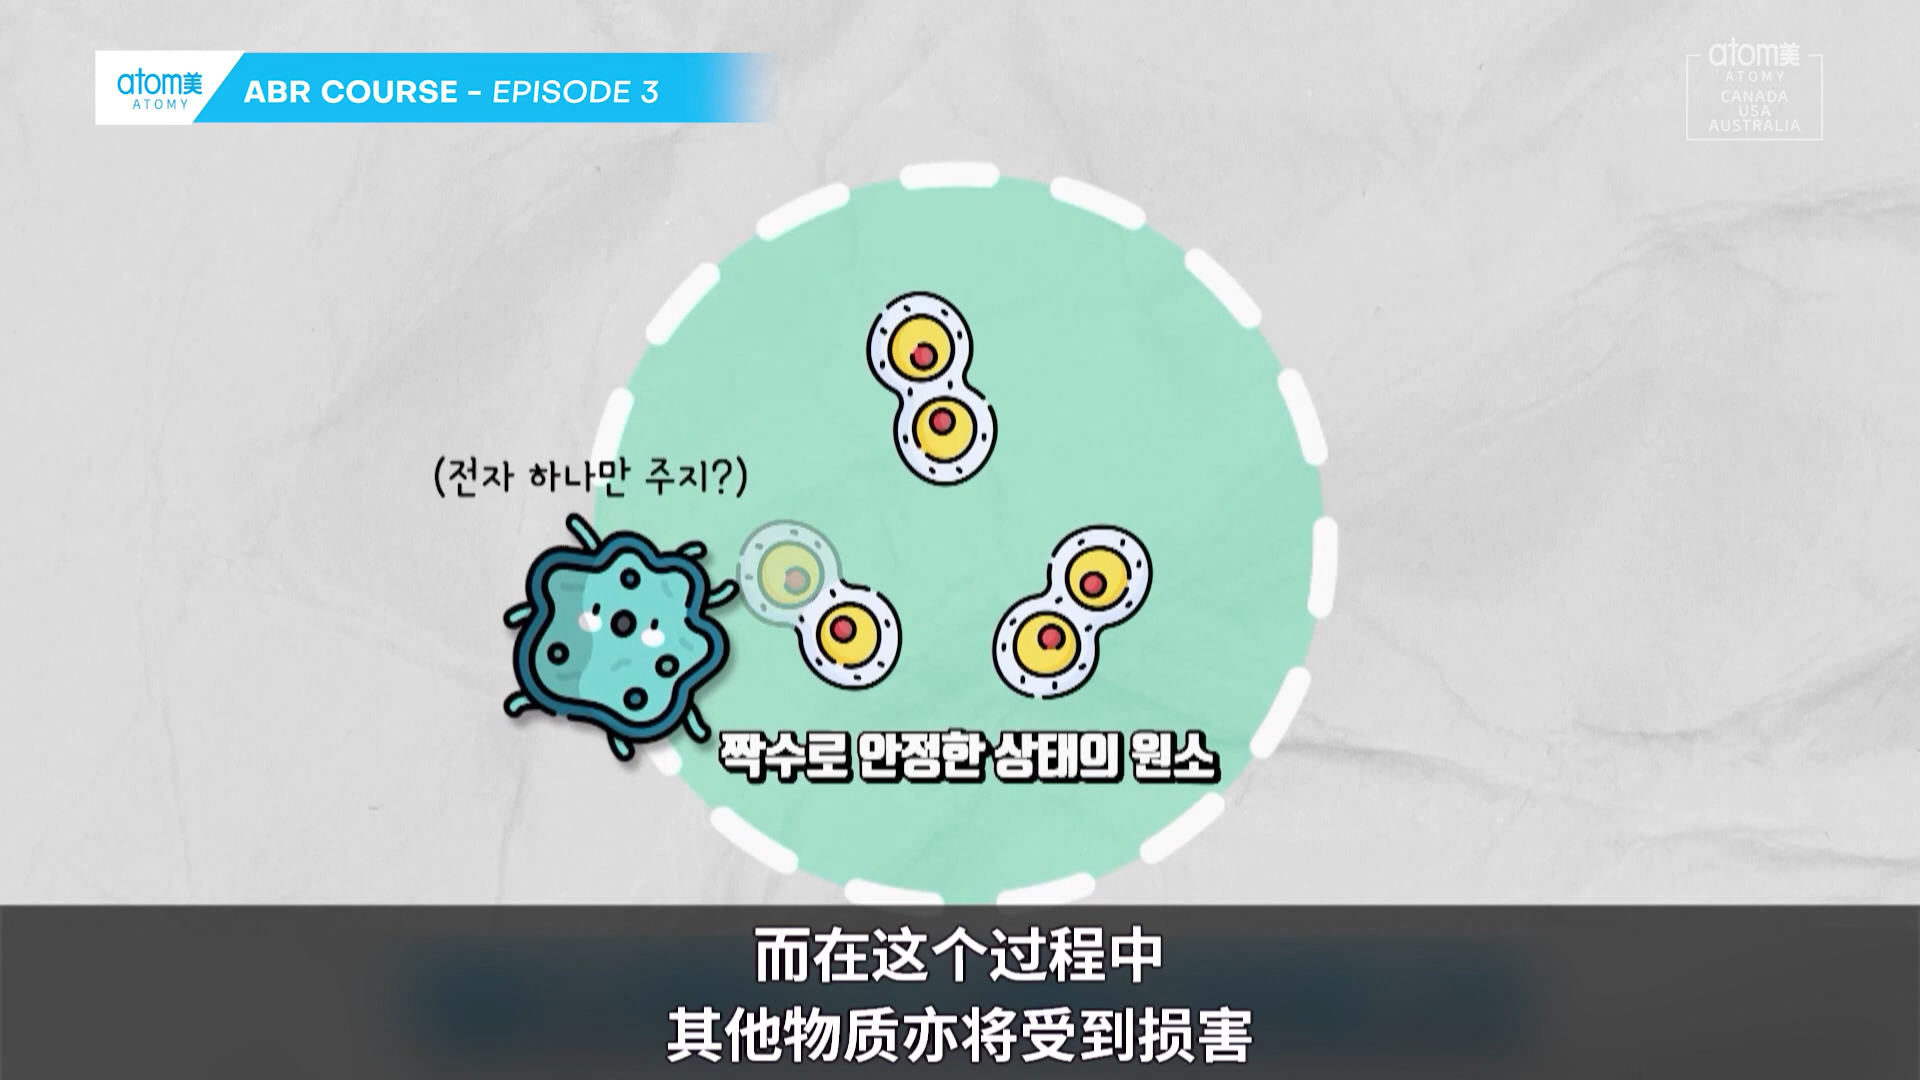 atom美
ATOMY
ABR COURSE - EPISODE 3
atom美
ATOMY
CANADA
USA
AUSTRALIA
(전자 하나만 주지?)
짝수로 안정한 상태의 원소
而在这个过程中
其他物质亦将受到损害